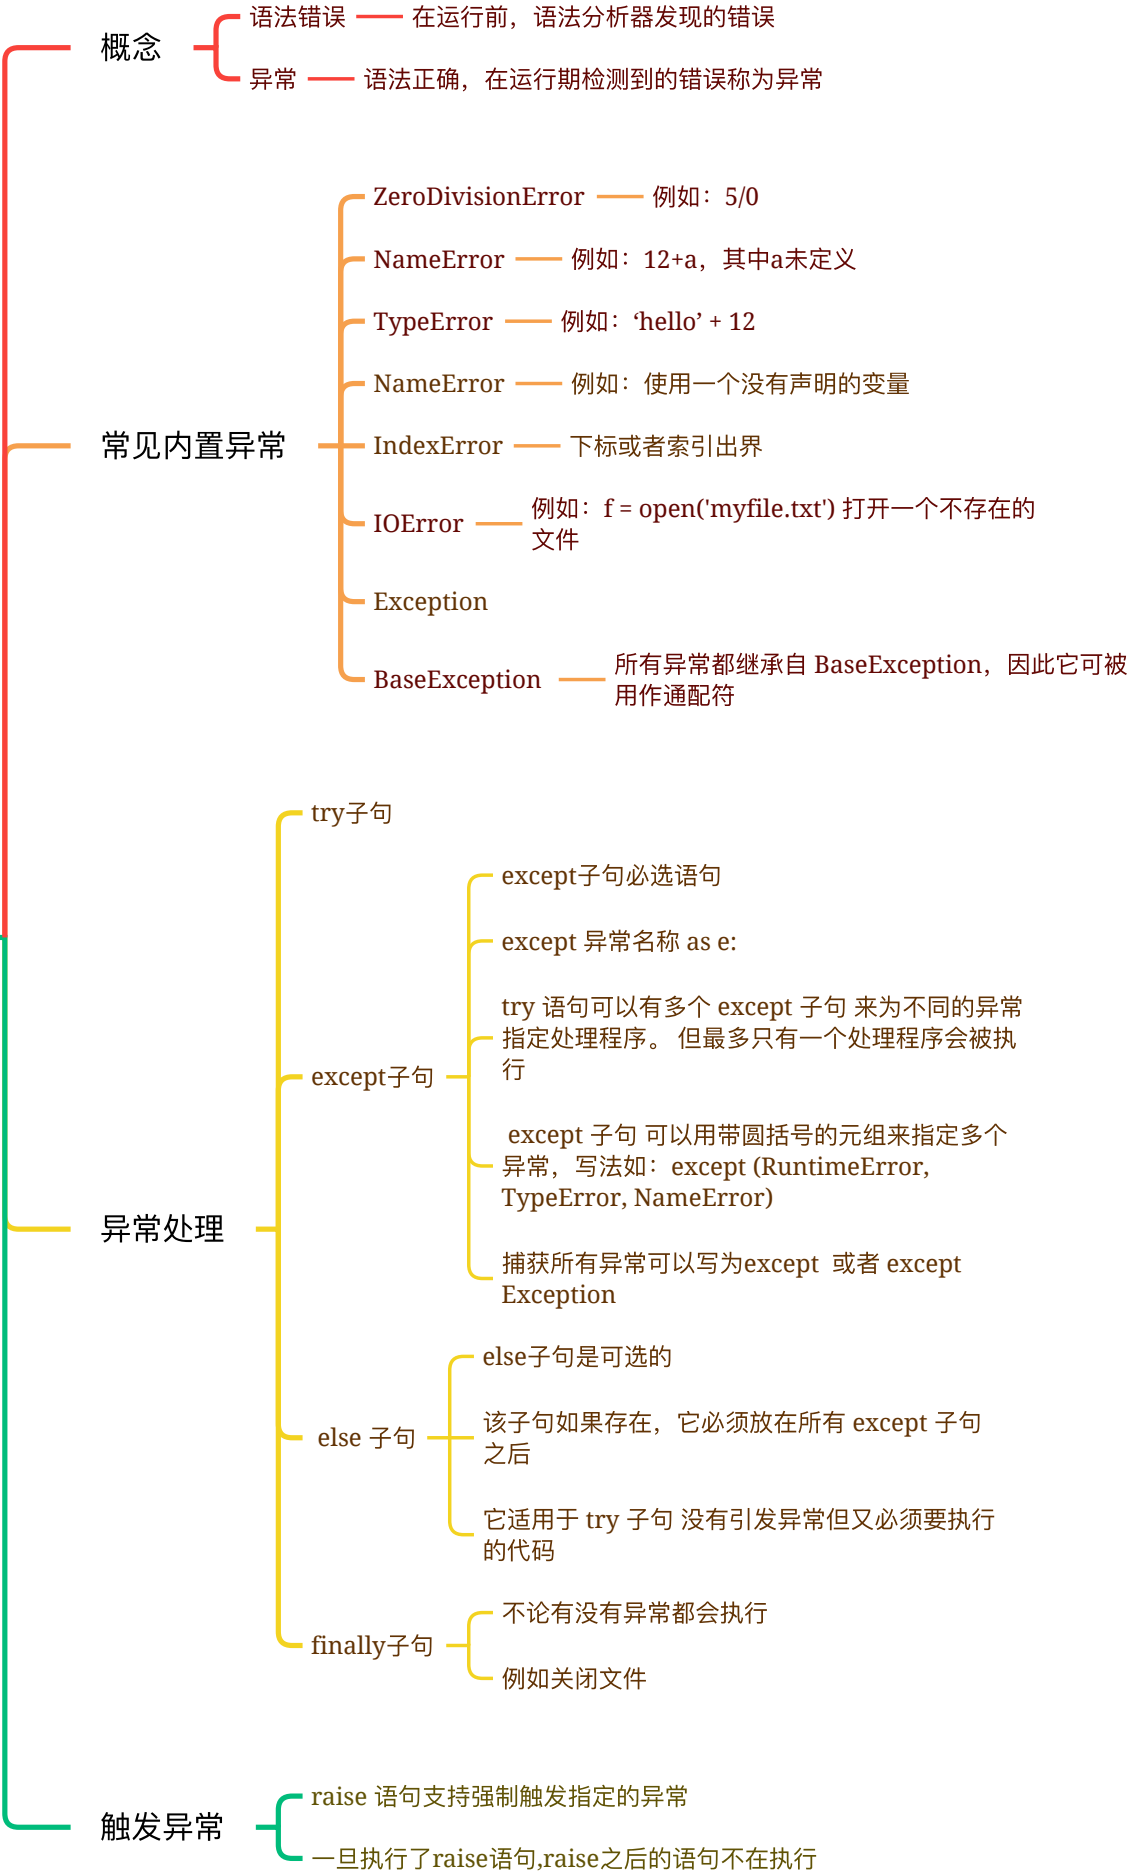 概念
语法错误
在运行前，语法分析器发现的错误
异常
语法正确，在运行期检测到的错误称为异常
常见内置异常
ZeroDivisionError
例如：5/0
NameError
例如：12+a，其中a未定义
TypeError
例如：‘hello’ + 12
NameError
例如：使用一个没有声明的变量
IndexError
下标或者索引出界
IOError
例如：f = open('myfile.txt') 打开一个不存在的
文件
Exception
BaseException
所有异常都继承自 BaseException，因此它可被
用作通配符
异常处理
try子句
except子句
except子句必选语句
except 异常名称 as e:
try 语句可以有多个 except 子句 来为不同的异常
指定处理程序。 但最多只有一个处理程序会被执
行
except 子句 可以用带圆括号的元组来指定多个
异常，写法如：except (RuntimeError,
TypeError, NameError)
捕获所有异常可以写为except  或者 except
Exception
else 子句
else子句是可选的
该子句如果存在，它必须放在所有 except 子句
之后
它适用于 try 子句 没有引发异常但又必须要执行
的代码
finally子句
不论有没有异常都会执行
例如关闭文件
触发异常
raise 语句支持强制触发指定的异常
一旦执行了raise语句,raise之后的语句不在执行